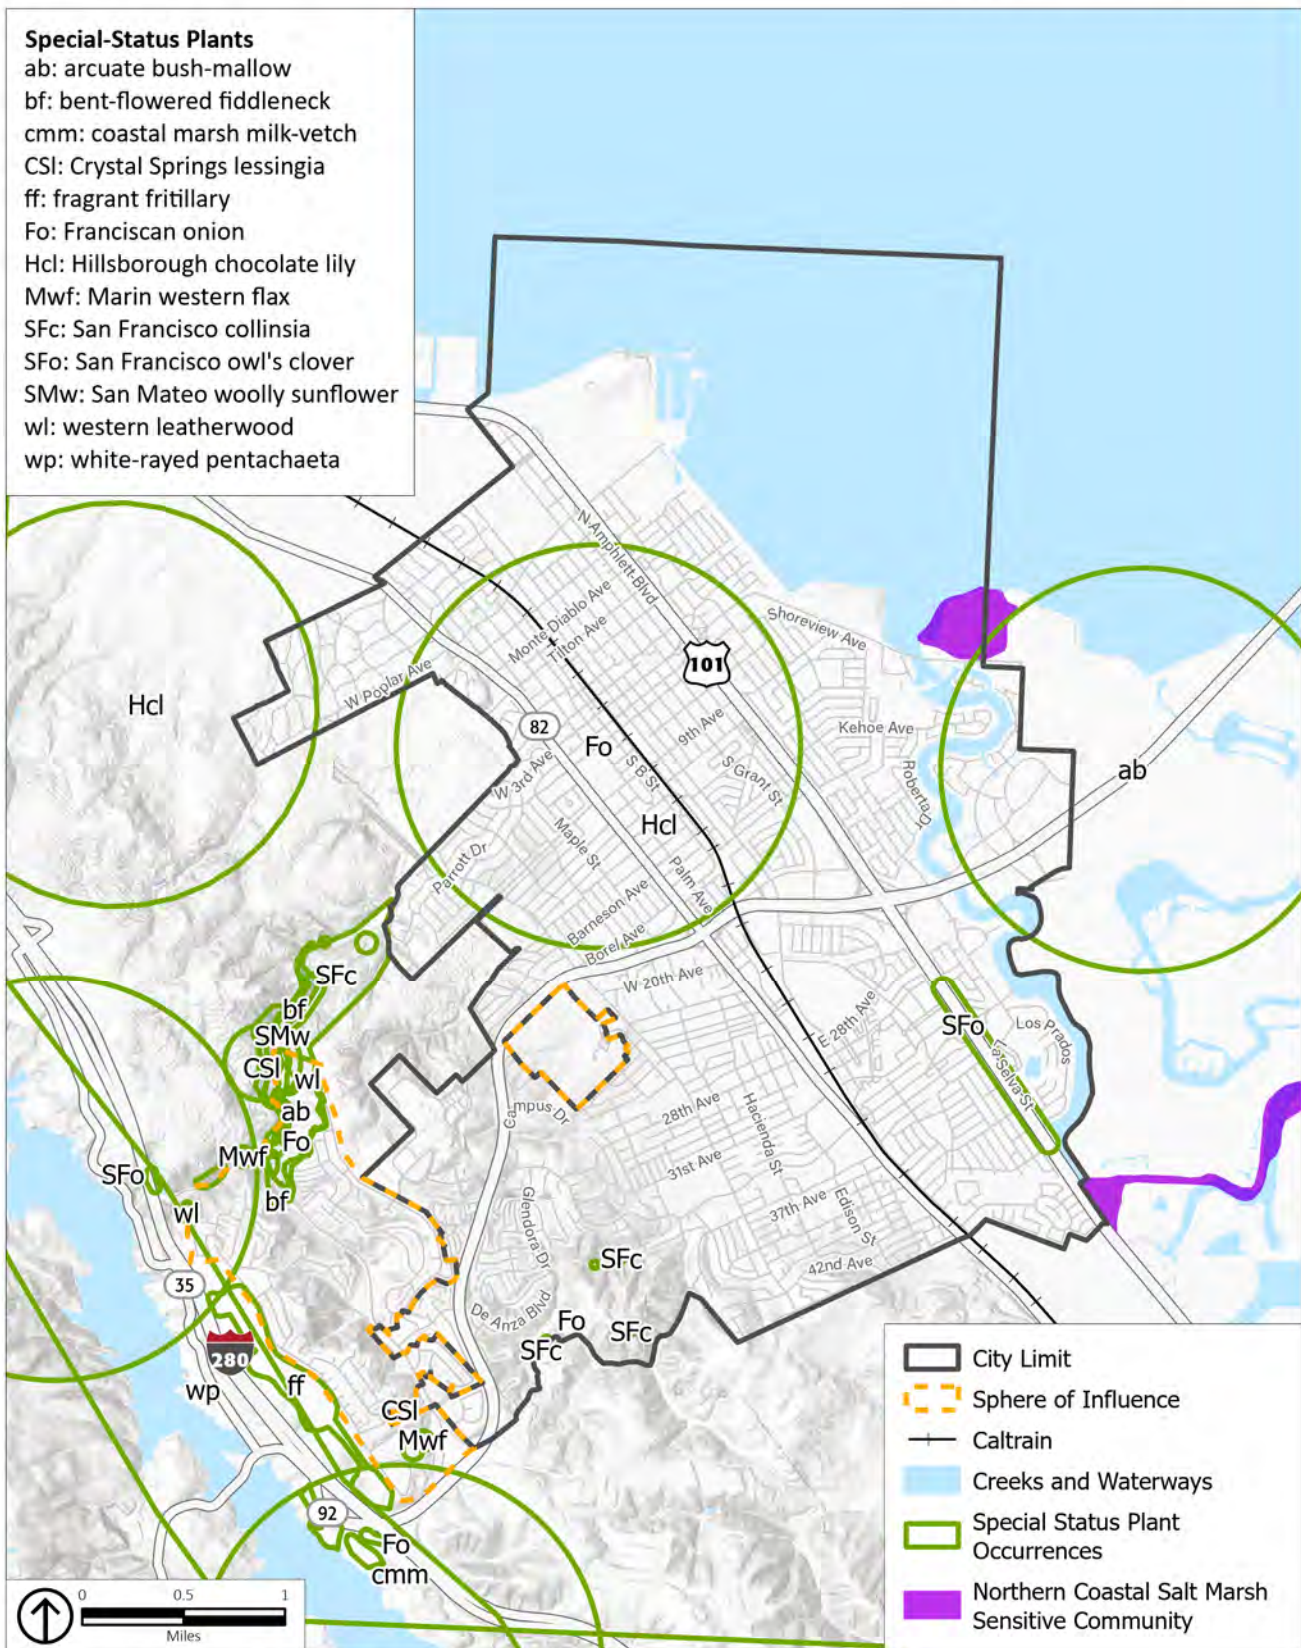 Special-Status Plants
ab: arcuate bush-mallow
bf: bent-flowered fiddleneck
cmm: coastal marsh milk-vetch
CSl: Crystal Springs lessingia
ff: fragrant fritillary
Fo: Franciscan onion
Hcl: Hillsborough chocolate lily
Mwf: Marin western flax
SFc: San Francisco collinsia
SFo: San Francisco owl's clover
SMw: San Mateo woolly sunflower
wl: western leatherwood
wp: white-rayed pentachaeta
N Amphlett Blvd
Monte Diablo Ave
Tilton Ave
Shoreview Ave
101
W Poplar Ave
Hcl
82
Fo
9th Ave
Kehoe Ave
S B St
S Grant St
ab
W 3rd Ave
Roberta Dr
Hcl
Maple St
Parrott Dr
Palm Ave
Barneson Ave
Borel Ave
SFc
W 20th Ave
bf
SFo
E 28th Ave
Los Prados
SMw
CSl
wl
La Selva St
ab
Campus Dr
28th Ave
Hacienda St
Fo
Mwf
SFo
31st Ave
bf
wl
37th Ave
Edison St
Glendora Dr
SFc
42nd Ave
35
De Anza Blvd
Fo
SFc
SFc
280
wp
ff
CSl
Mwf
92
Fo
cmm
City Limit
Sphere of Influence
Caltrain
Creeks and Waterways
Special Status Plant
Occurrences
Northern Coastal Salt Marsh
Sensitive Community
0 0.5 1
Miles